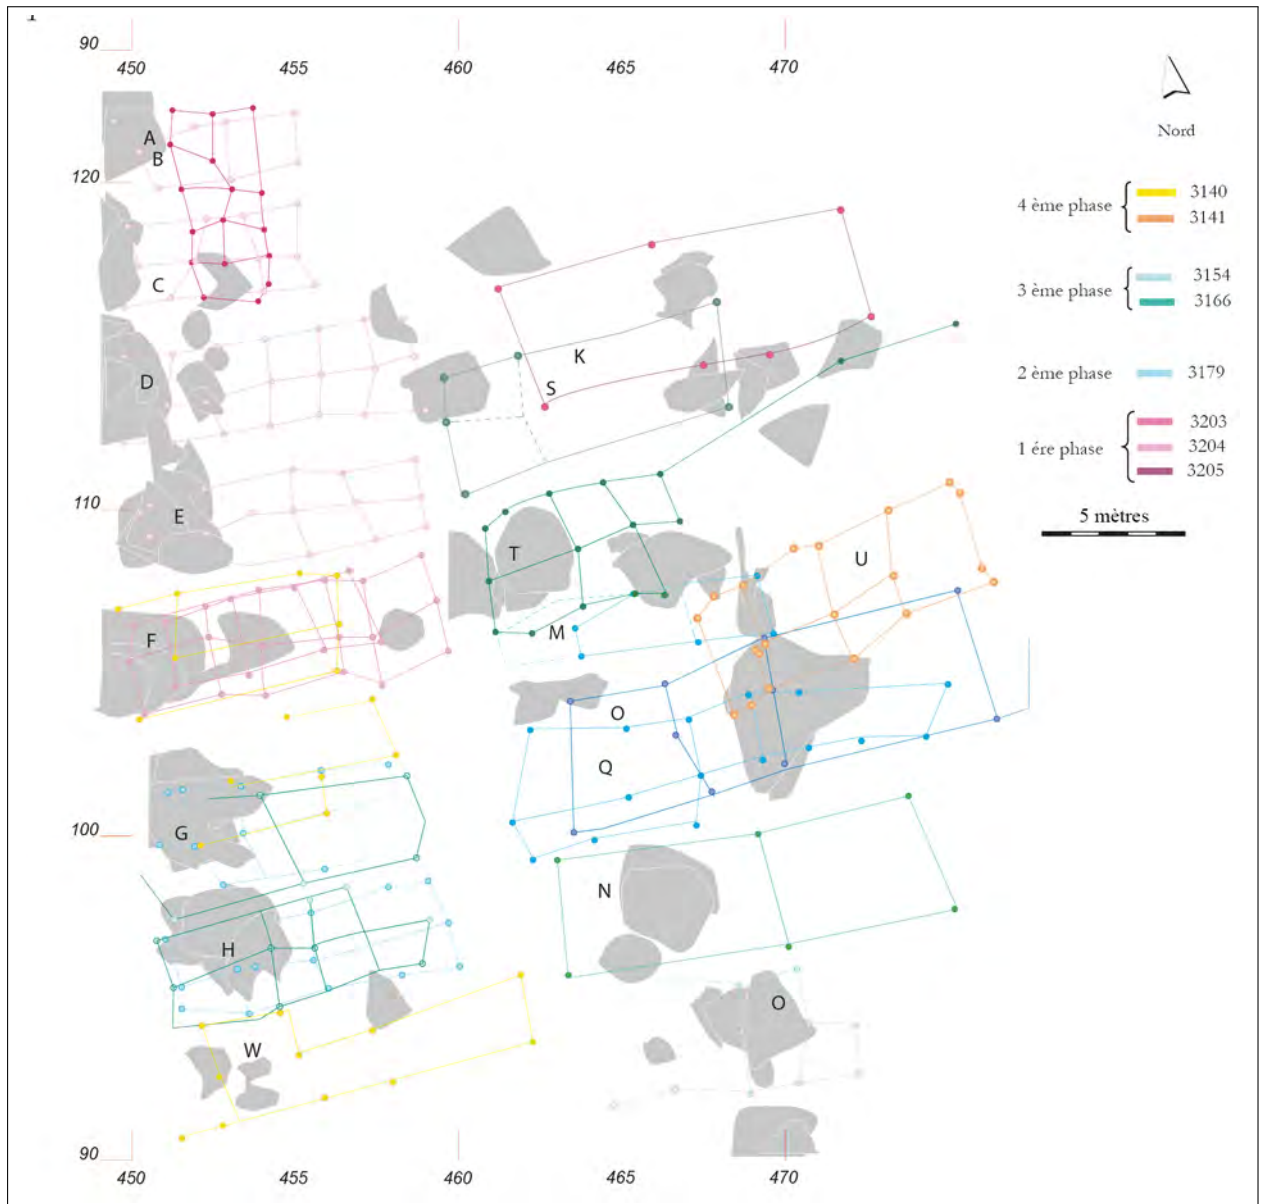 90
450 455 460 465 470
Nord
A
B
120
4 ème phase
3140
3141
C
3 ème phase
3154
3166
K
S
D
2 ème phase
3179
1 ére phase
3203
3204
3205
110
E
5 mètres
T
U
M
F
O
Q
100
G
N
H
O
W
90
450 455 460 465 470